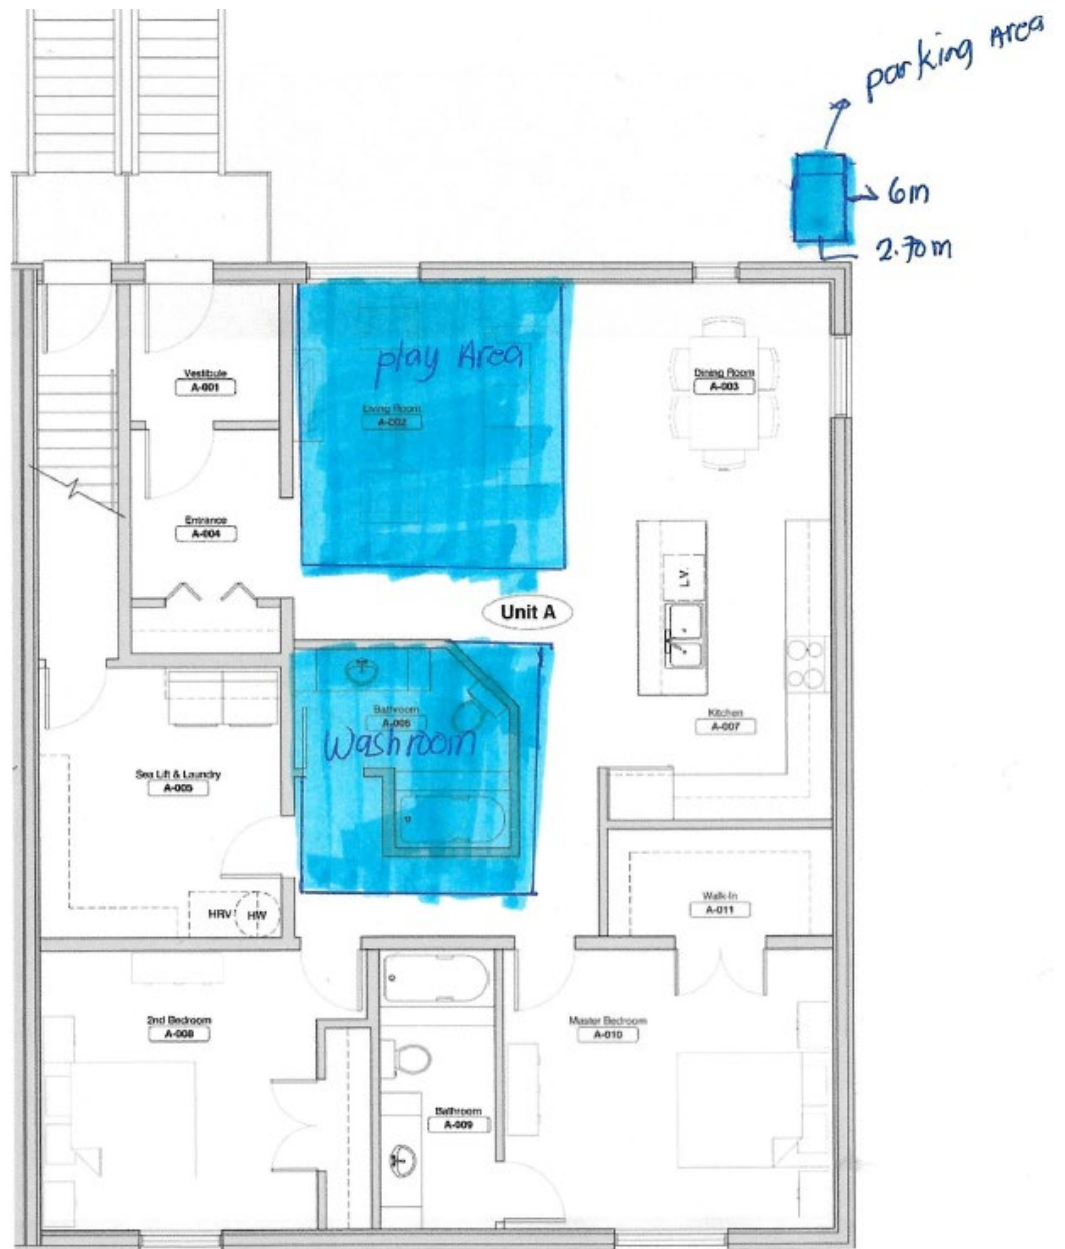 parking Area
6m
2.70m
play Area
Vestibule
A-001
Dining Room
A-003
Living Room
A-002
Entrance
A-004
L.V.
Unit A
Bathroom
A-006
Washroom
Kitchen
A-007
Sea Lift & Laundry
A-005
Walk-In
A-011
HRV
HW
2nd Bedroom
A-008
Master Bedroom
A-010
Bathroom
A-009